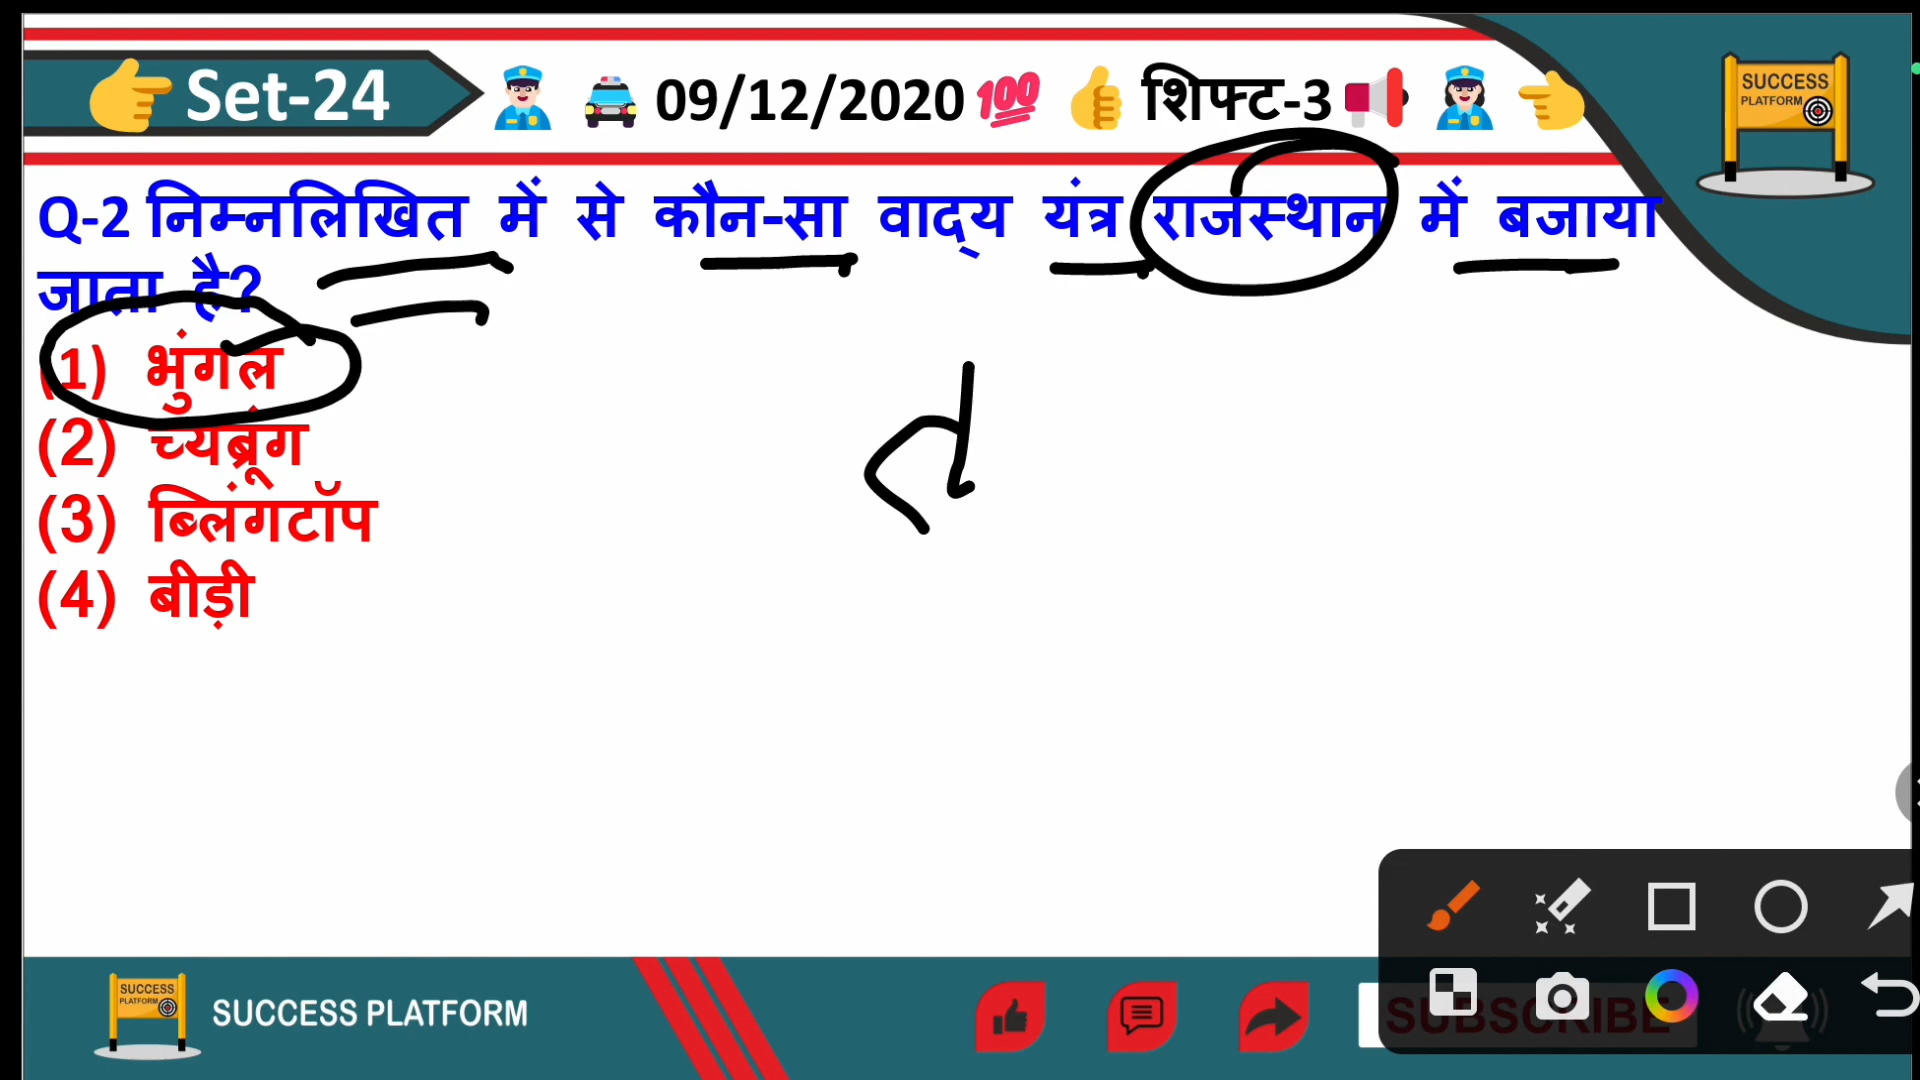 Set-24 09/12/2020 100 शिफ्ट-3
SUCCESS
PLATFORM
Q-2 निम्नलिखित में से कौन-सा वाद्य यंत्र राजस्थान में बजाया
जाता है?
(1) भुंगल
(2) च्यब्रूंग
(3) ब्लिंगटॉप
(4) बीड़ी
SUCCESS
PLATFORM
SUCCESS PLATFORM
SUBSCRIBE